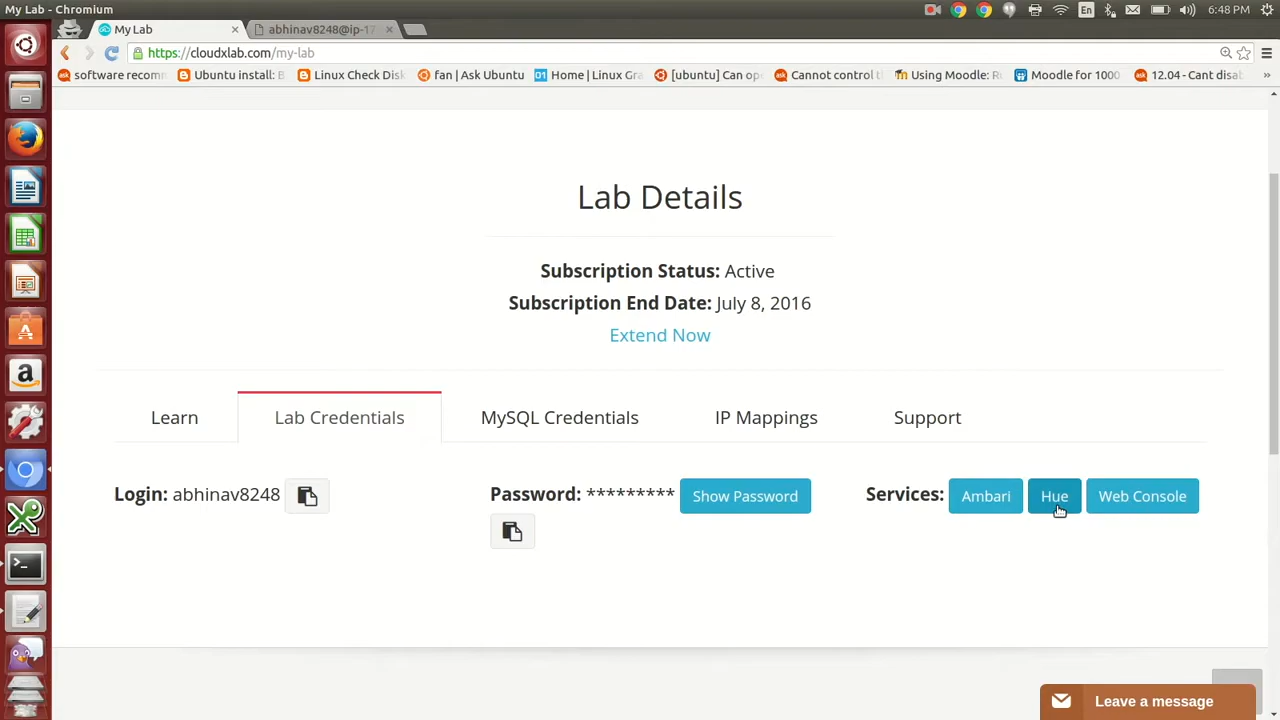 My Lab - Chromium
En
6:48 PM
My Lab
abhinav8248@ip-17
https://cloudxlab.com/my-lab
software recom
Ubuntu install: B
Linux Check Disk
fan | Ask Ubuntu
Home | Linux Gra
[ubuntu] Can op
Cannot control t
Using Moodle: R
Moodle for 1000
12.04 - Cant disab
Lab Details
Subscription Status: Active
Subscription End Date: July 8, 2016
Extend Now
Learn
Lab Credentials
MySQL Credentials
IP Mappings
Support
Login: abhinav8248
Password: ********* Show Password
Services: Ambari Hue Web Console
Leave a message